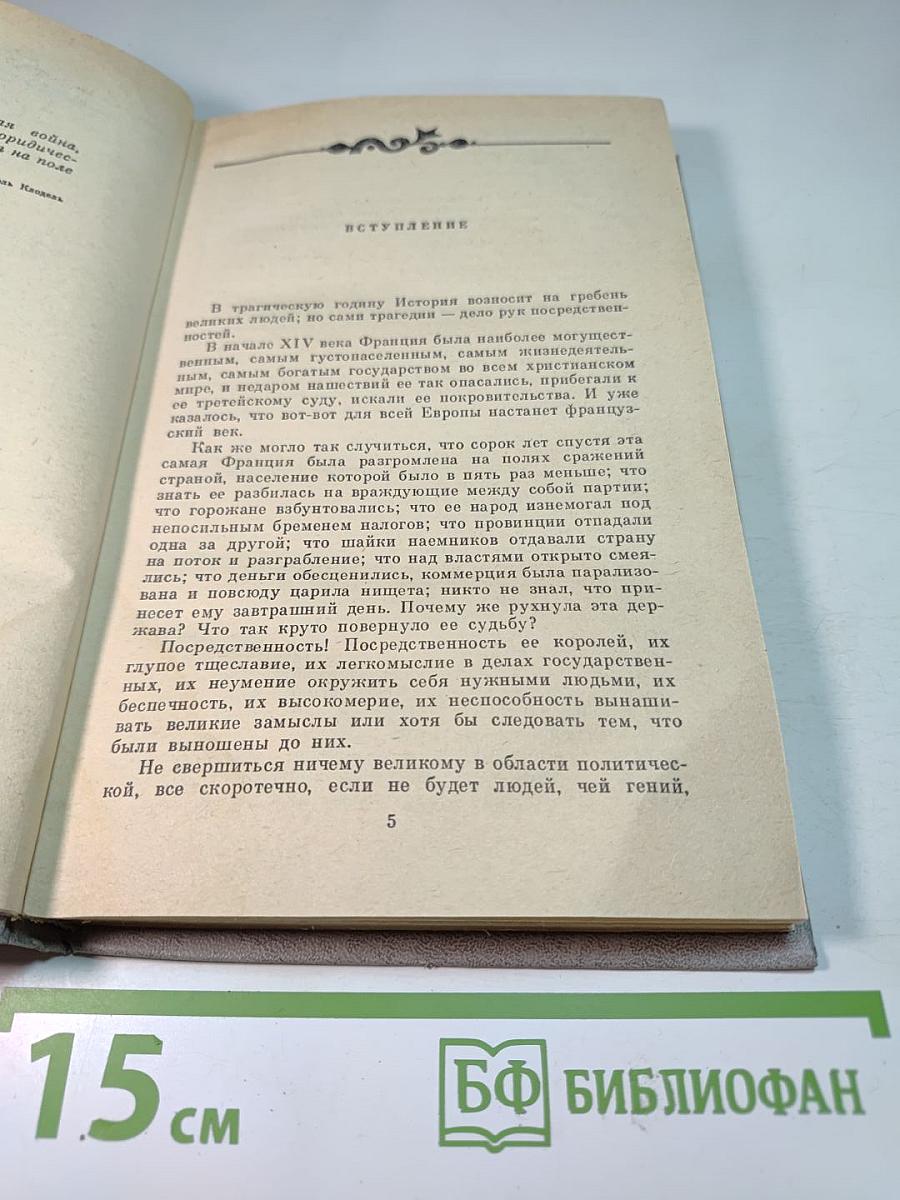 ая война,
юридичес-
на поле
ль Клодель
ВСТУПЛЕНИЕ
В трагическую годину История возносит на гребень
великих людей; но сами трагедии — дело рук посредствен-
ностей.
В начале XIV века Франция была наиболее могущест-
венным, самым густонаселенным, самым жизнедеятель-
ным, самым богатым государством во всем христианском
мире, и недаром нашествий ее так опасались, прибегали к
ее третейскому суду, искали ее покровительства. И уже
казалось, что вот-вот для всей Европы настанет француз-
ский век.
Как же могло так случиться, что сорок лет спустя эта
самая Франция была разгромлена на полях сражений
страной, население которой было в пять раз меньше; что
знать ее разбилась на враждующие между собой партии;
что горожане взбунтовались; что ее народ изнемогал под
непосильным бременем налогов; что провинции отпадали
одна за другой; что шайки наемников отдавали страну
на поток и разграбление; что над властями открыто смея-
лись; что деньги обесценились, коммерция была парализо-
вана и повсюду царила нищета; никто не знал, что при-
несет ему завтрашний день. Почему же рухнула эта дер-
жава? Что так круто повернуло ее судьбу?
Посредственность! Посредственность ее королей, их
глупое тщеславие, их легкомыслие в делах государствен-
ных, их неумение окружить себя нужными людьми, их
беспечность, их высокомерие, их неспособность вынаши-
вать великие замыслы или хотя бы следовать тем, что
были выношены до них.
Не свершиться ничему великому в области политичес-
кой, все скоротечно, если не будет людей, чей гений,
5
15 см
БФ БИБЛИОФАН